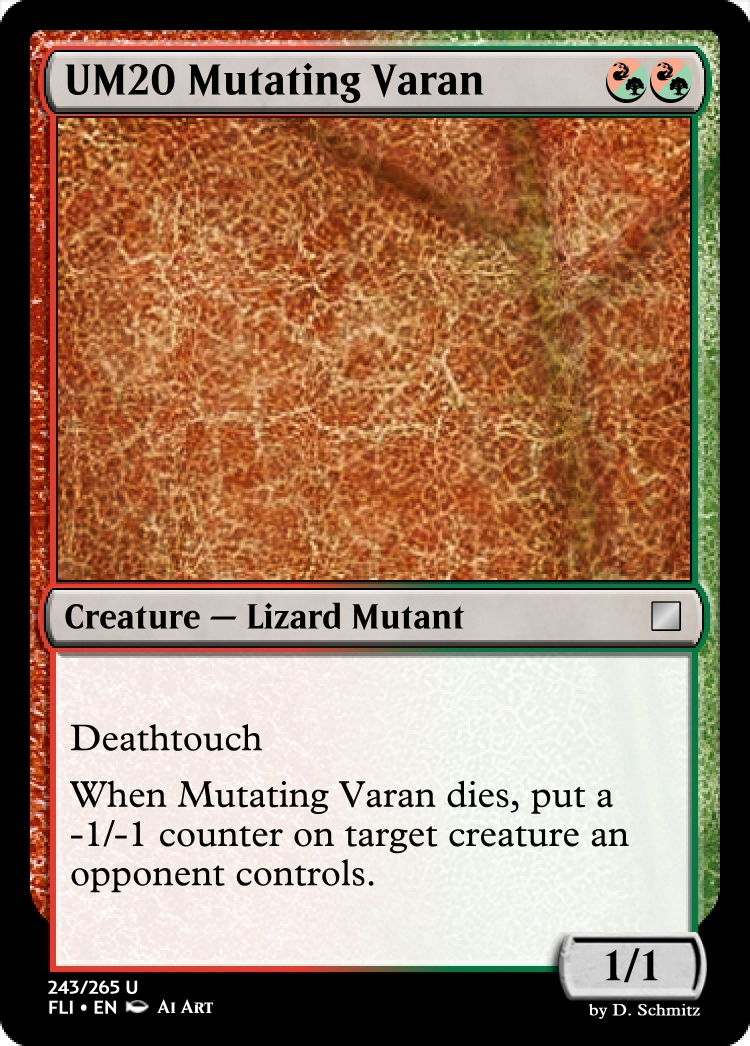 UM20 Mutating Varan
Creature — Lizard Mutant
Deathtouch
When Mutating Varan dies, put a
-1/-1 counter on target creature an
opponent controls.
1/1
243/265 U
FLI • EN AI ART
by D. Schmitz